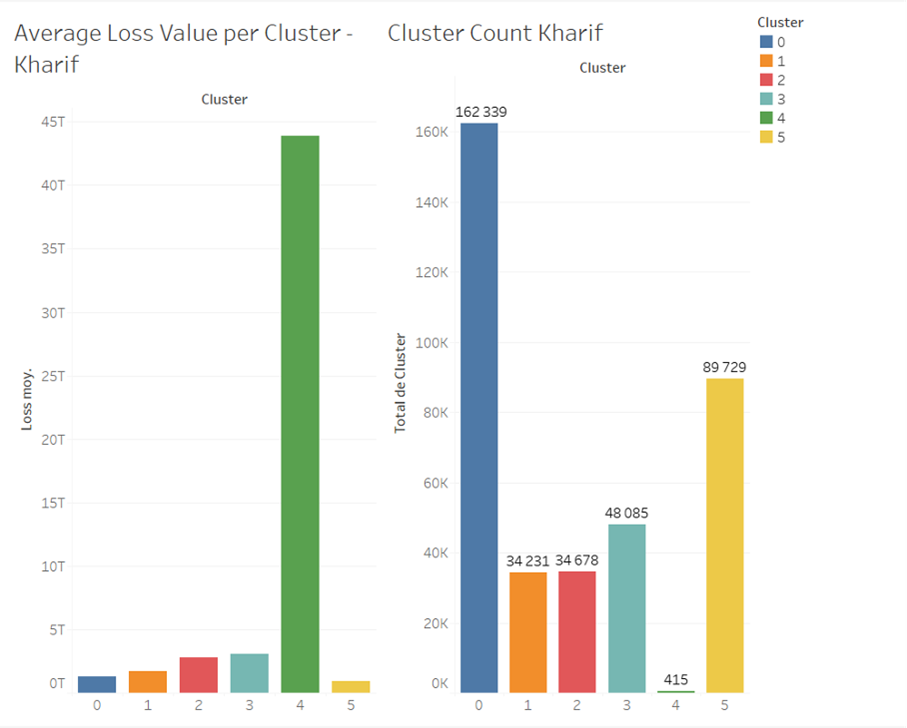 Average Loss Value per Cluster -
Kharif
Cluster
45T
40T
35T
30T
25T
20T
15T
10T
5T
0T
Loss moy.
0 1 2 3 4 5
Cluster Count Kharif
Cluster
160K
140K
120K
100K
80K
60K
40K
20K
0K
Total de Cluster
162 339
34 231
34 678
48 085
415
89 729
0 1 2 3 4 5
Cluster
0
1
2
3
4
5